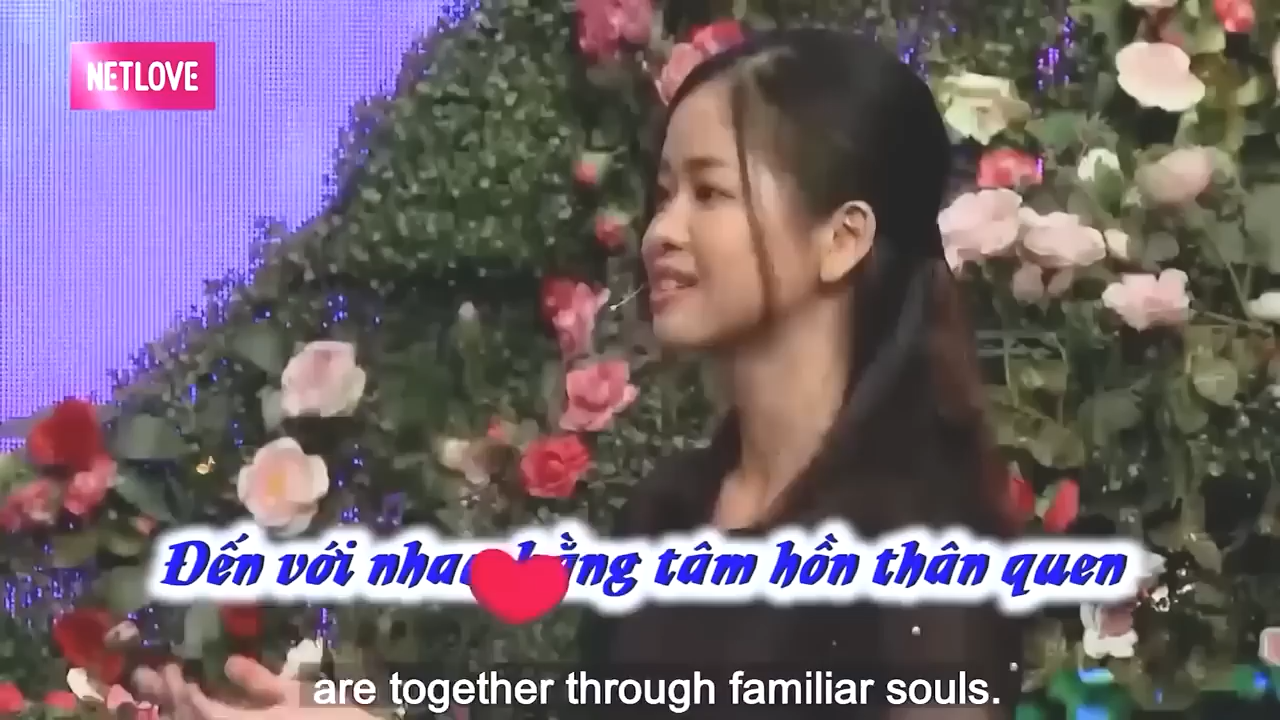 NETLOVE
Đến với nhau bằng tâm hồn thân quen
are together through familiar souls.